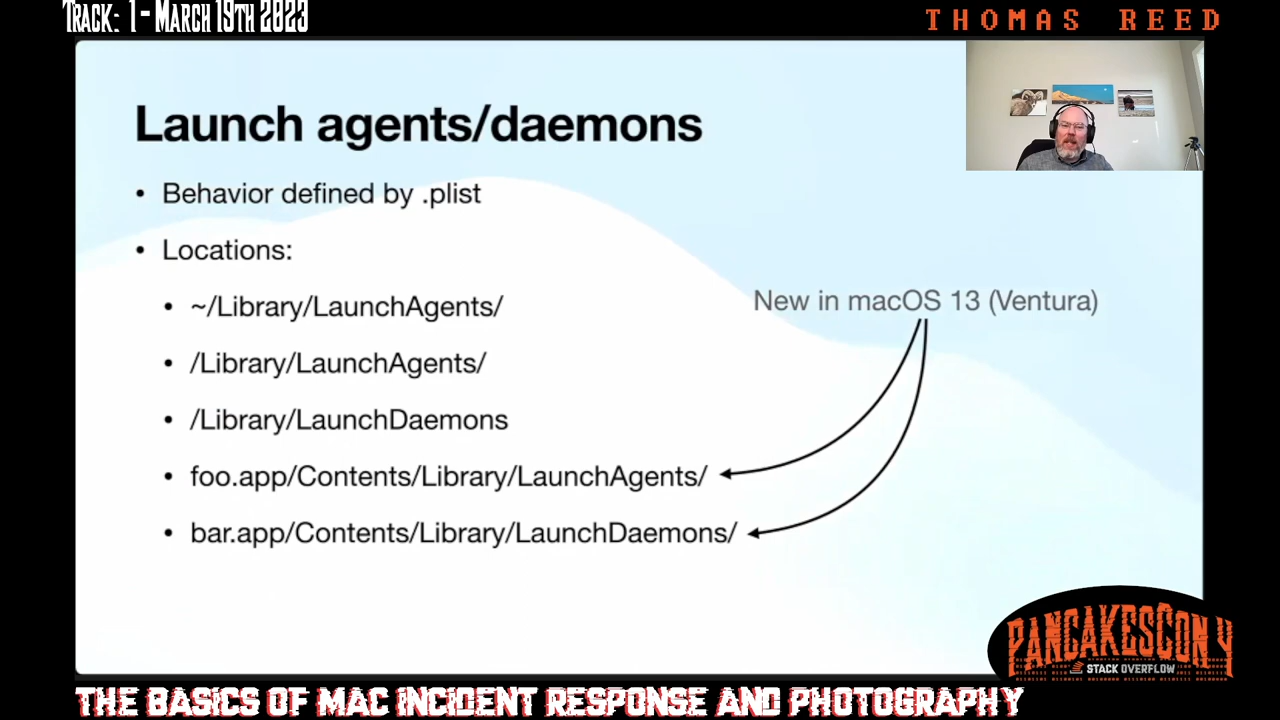 Track: 1 - March 19th 2023
THOMAS REED
Launch agents/daemons
• Behavior defined by .plist
• Locations:
• ~/Library/LaunchAgents/
New in macOS 13 (Ventura)
• /Library/LaunchAgents/
• /Library/LaunchDaemons
• foo.app/Contents/Library/LaunchAgents/
• bar.app/Contents/Library/LaunchDaemons/
PANCAKESCON 4
STACK OVERFLOW
THE BASICS OF MAC INCIDENT RESPONSE AND PHOTOGRAPHY